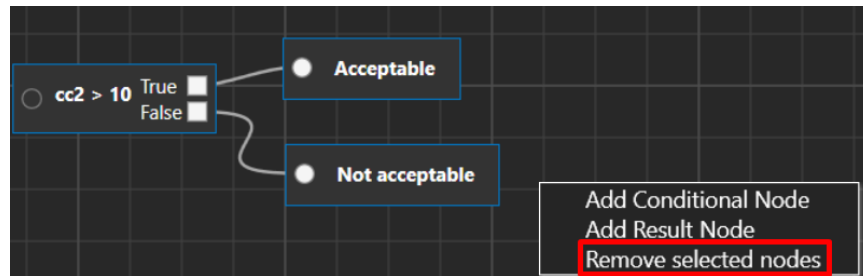 cc2 > 10
True
False
Acceptable
Not acceptable
Add Conditional Node
Add Result Node
Remove selected nodes